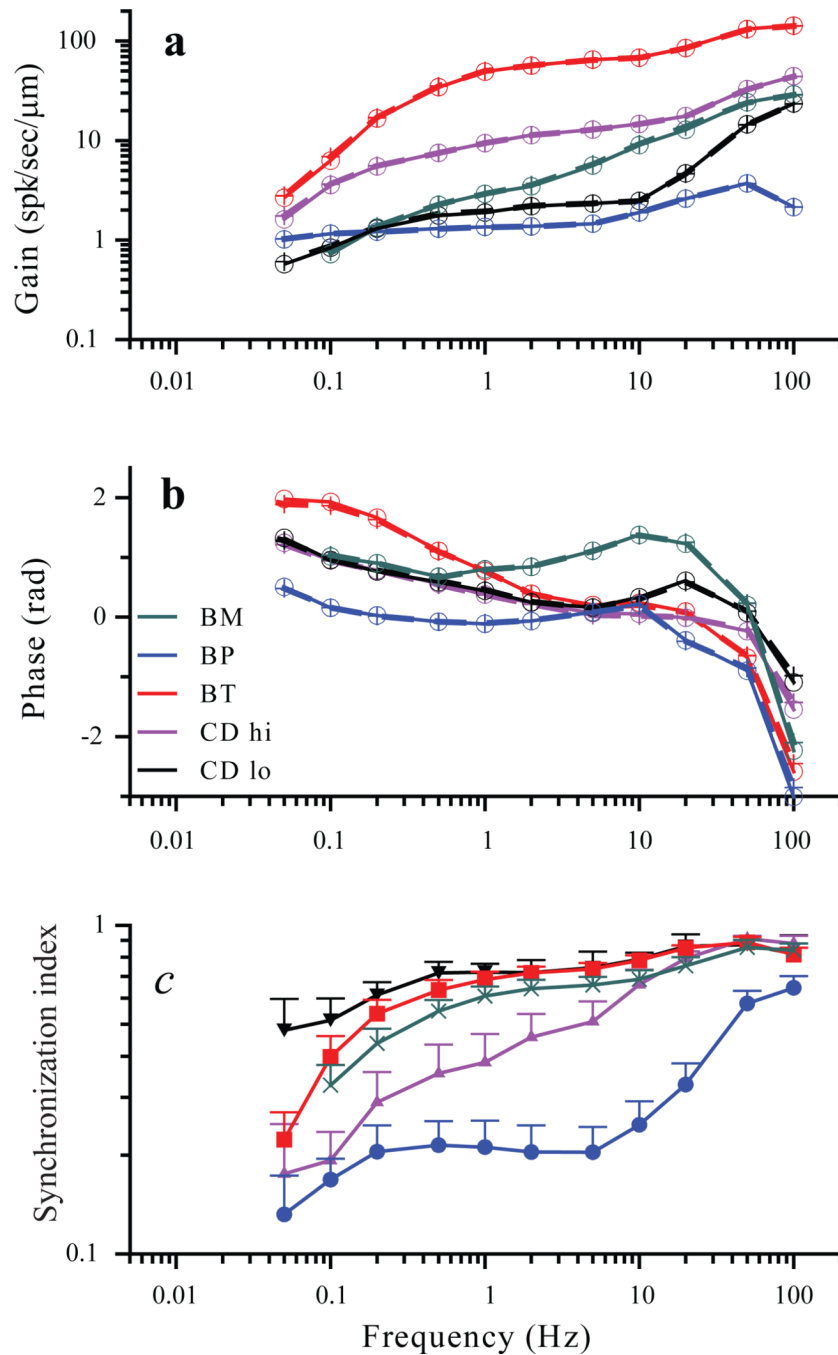 a
Gain (spk/sec/μm)
100
10
1
0.1
0.01 0.1 1 10 100
b
Phase (rad)
2
0
-2
BM
BP
BT
CD hi
CD lo
0.01 0.1 1 10 100
c
Synchronization index
1
0.1
0.01 0.1 1 10 100
Frequency (Hz)